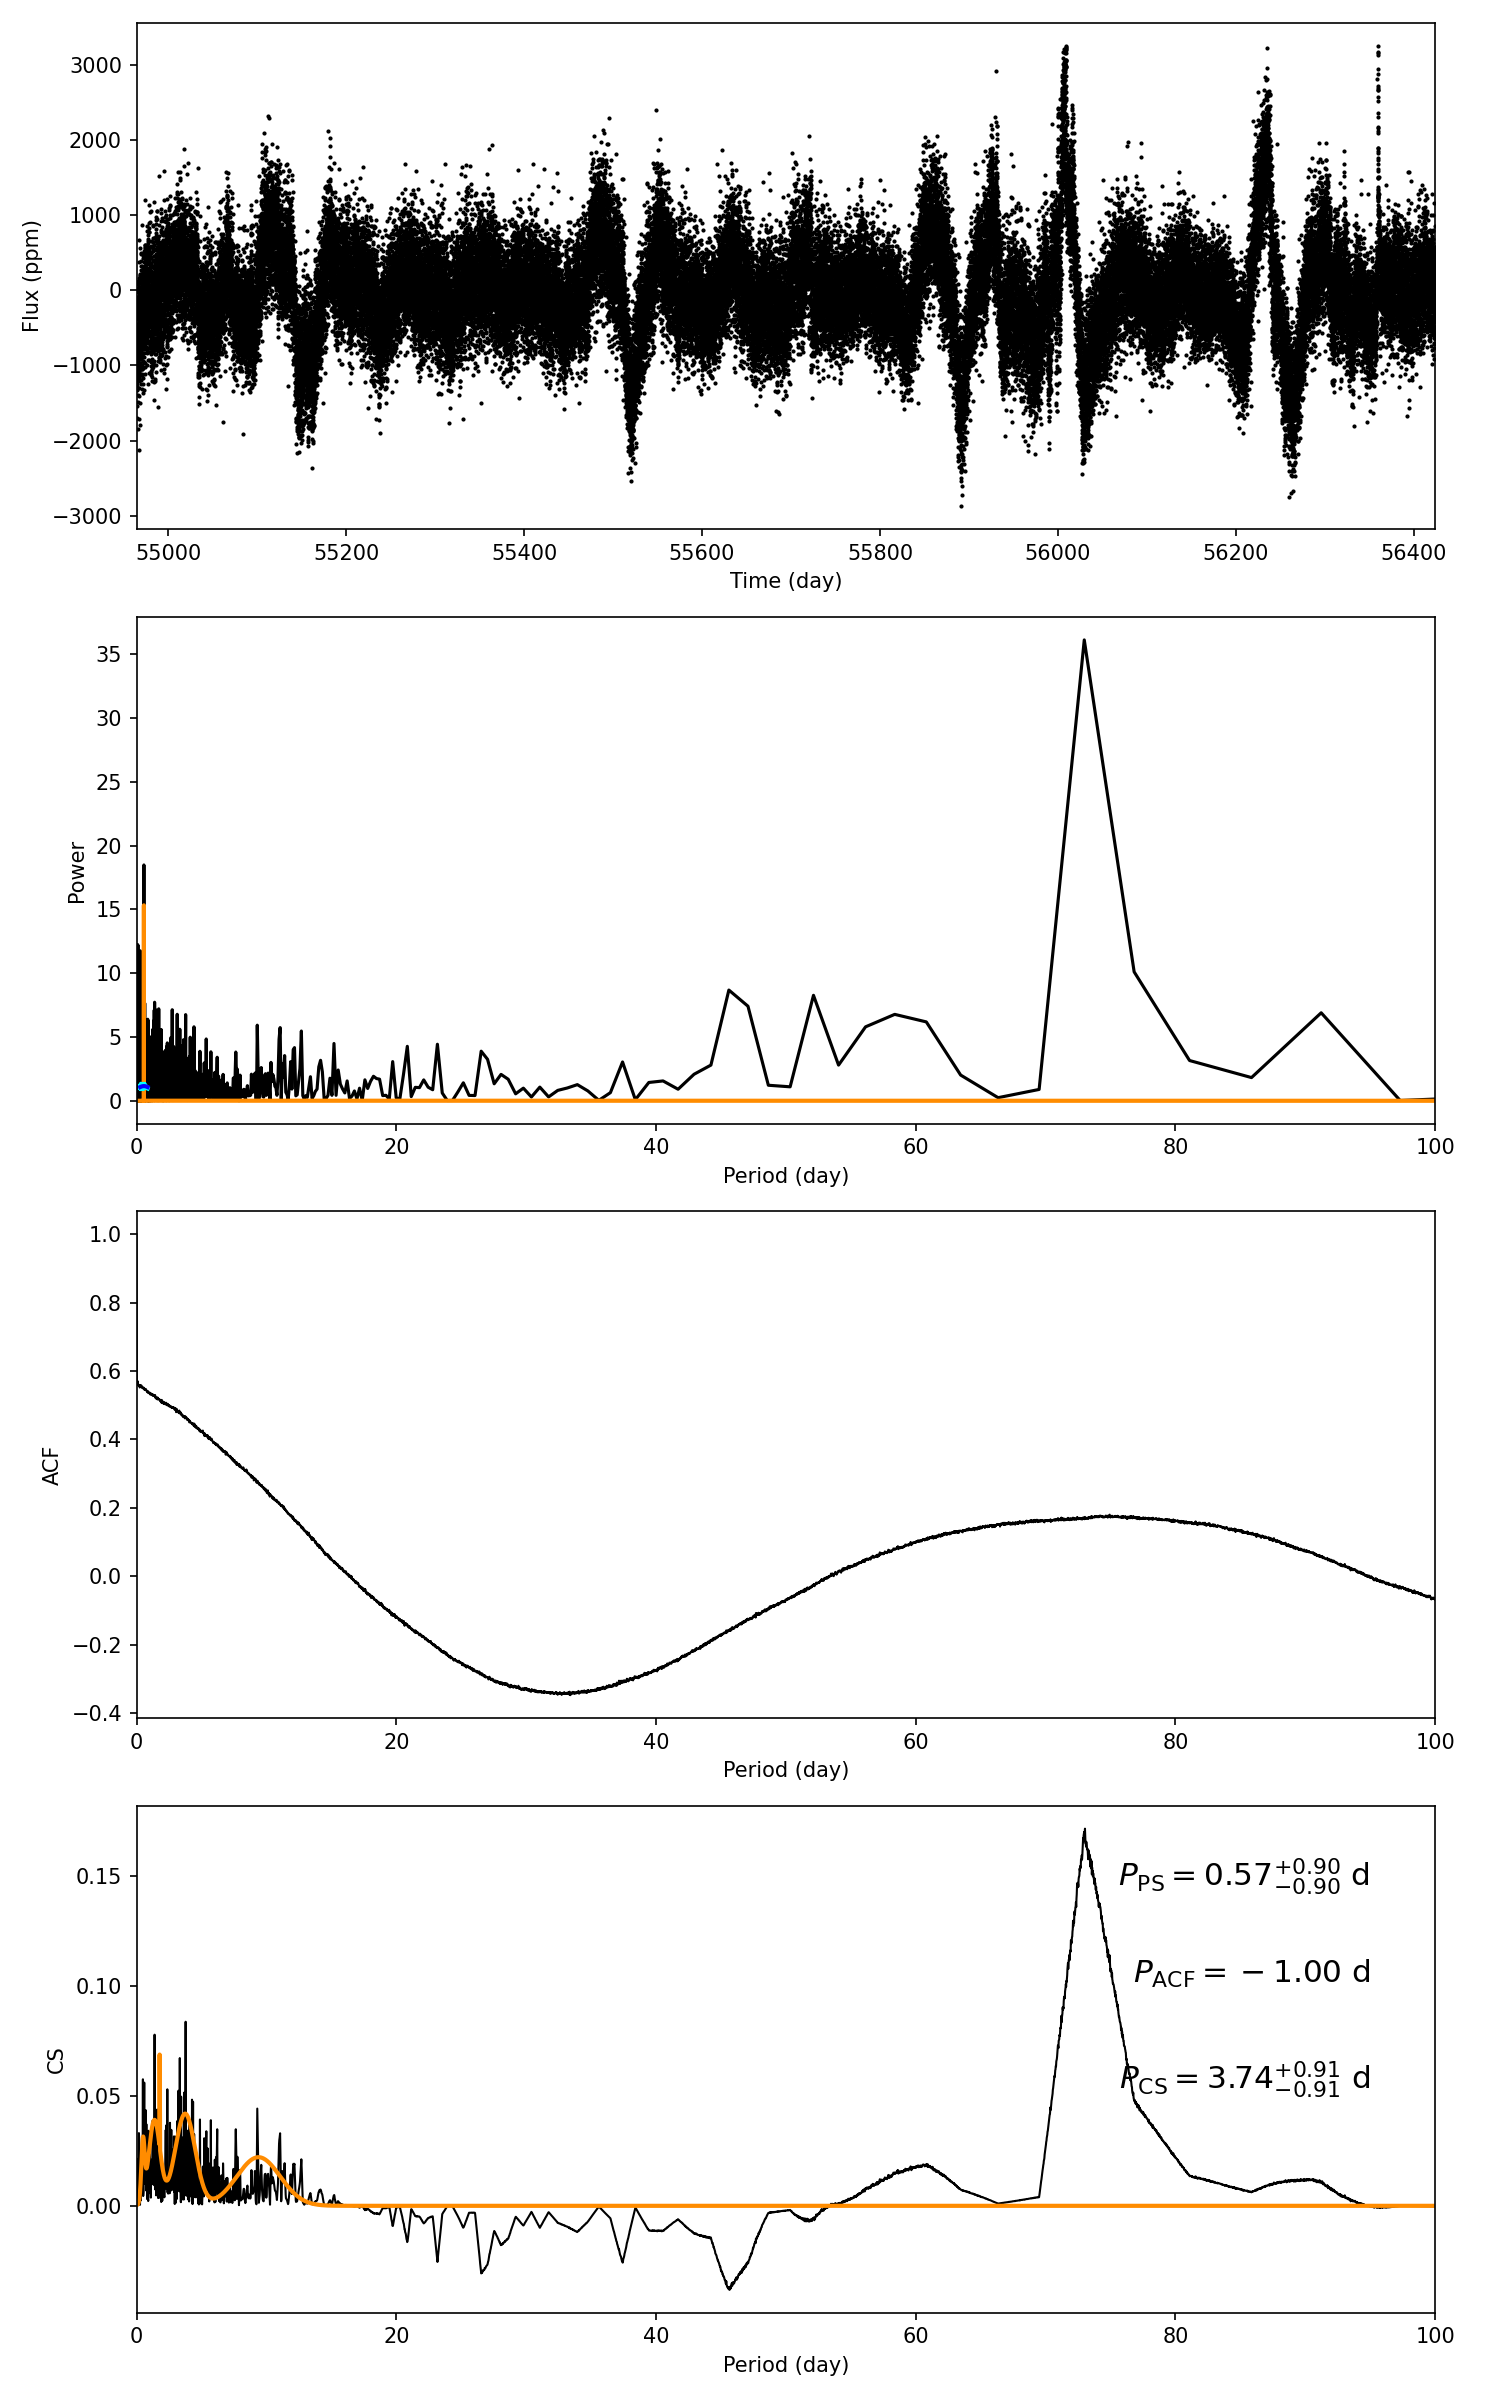 3000
2000
1000
0
−1000
−2000
−3000
Flux (ppm)
55000 55200 55400 55600 55800 56000 56200 56400
Time (day)
35
30
25
20
15
10
5
0
Power
0 20 40 60 80 100
Period (day)
1.0
0.8
0.6
0.4
0.2
0.0
−0.2
−0.4
ACF
0 20 40 60 80 100
Period (day)
0.15
0.10
0.05
0.00
CS
P_PS = 0.57 +0.90 −0.90 d
P_ACF = −1.00 d
P_CS = 3.74 +0.91 −0.91 d
0 20 40 60 80 100
Period (day)